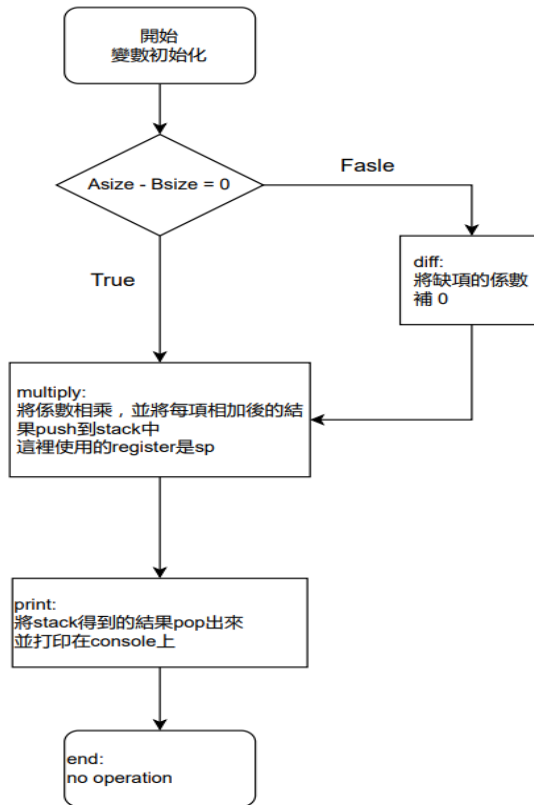 開始
變數初始化
Asize - Bsize = 0
Fasle
True
diff:
將缺項的係數
補 0
multiply:
將係數相乘，並將每項相加後的結
果push到stack中
這裡使用的register是sp
print:
將stack得到的結果pop出來
並打印在console上
end:
no operation